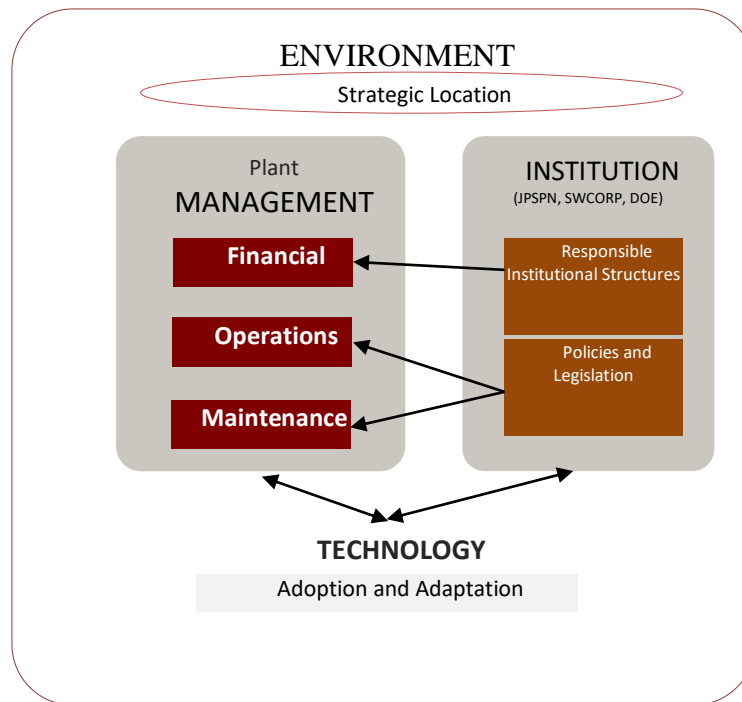 ENVIRONMENT
Strategic Location
Plant
MANAGEMENT
Financial
Operations
Maintenance
INSTITUTION
(JPSPN, SWCORP, DOE)
Responsible
Institutional Structures
Policies and
Legislation
TECHNOLOGY
Adoption and Adaptation